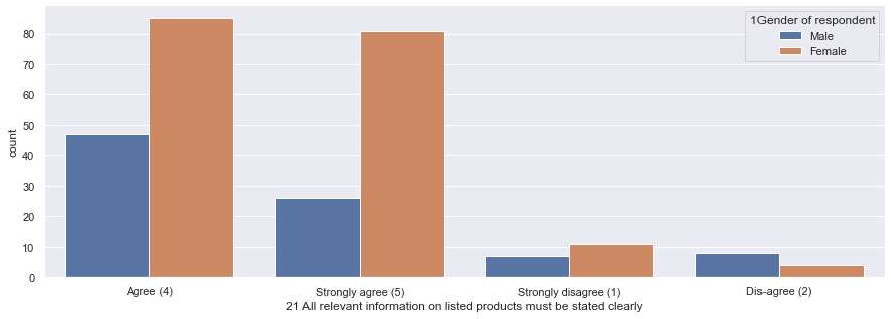 1Gender of respondent
Male
Female
count
80
70
60
50
40
30
20
10
0
Agree (4)
Strongly agree (5)
Strongly disagree (1)
Dis-agree (2)
21 All relevant information on listed products must be stated clearly